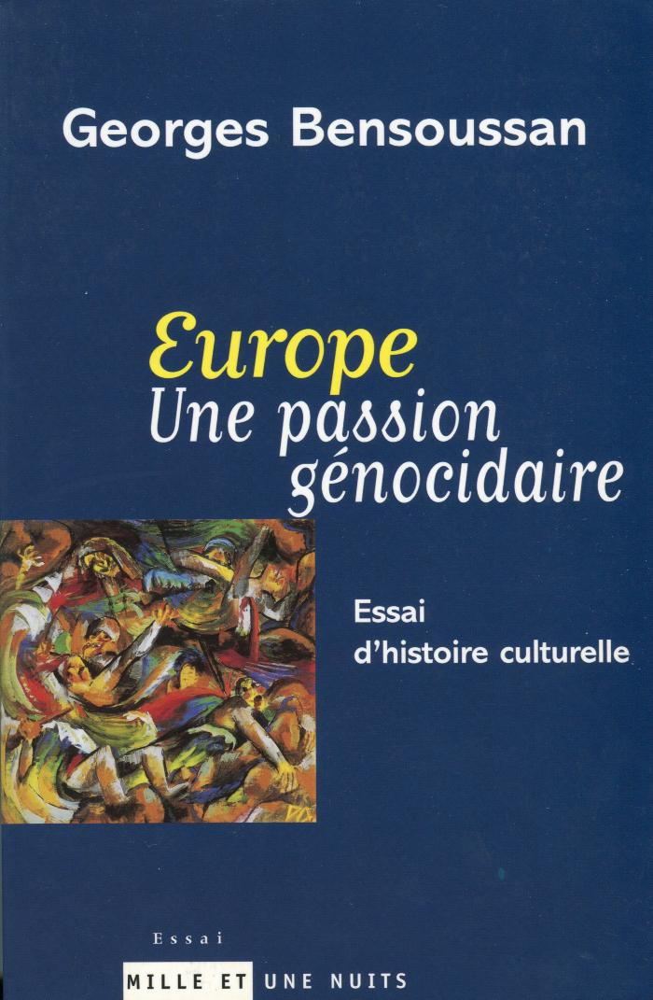 Georges Bensoussan
Europe
Une passion
génocidaire
Essai
d'histoire culturelle
Essai
MILLE ET UNE NUITS